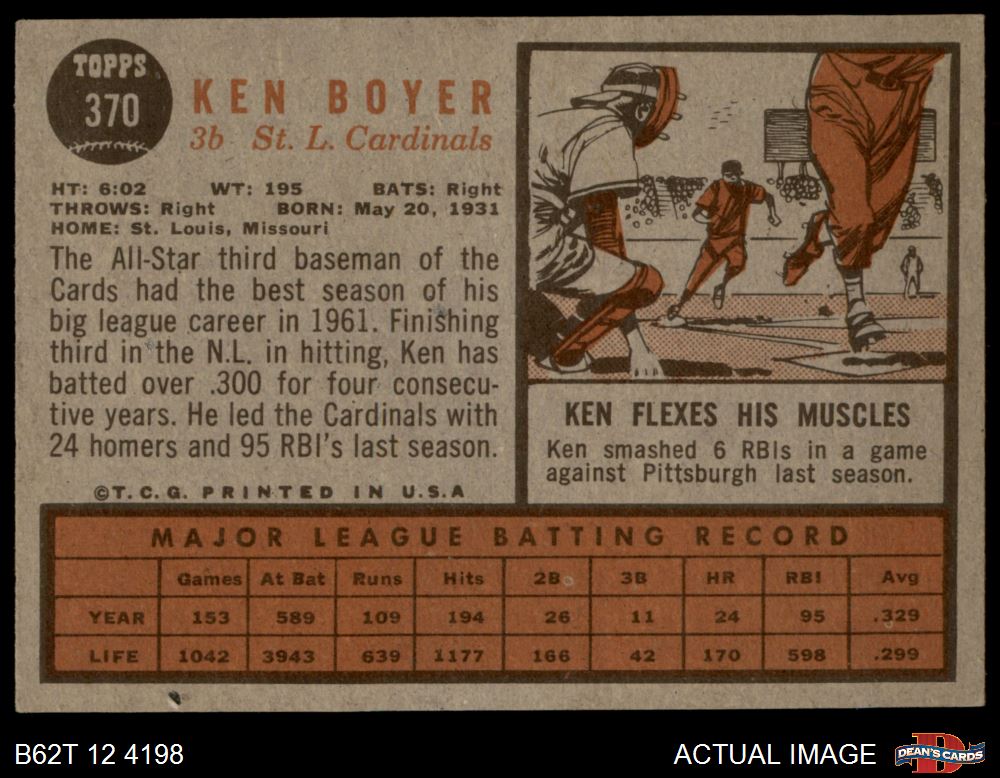 TOPPS
370
KEN BOYER
3b St. L. Cardinals
HT: 6:02 WT: 195 BATS: Right
THROWS: Right BORN: May 20, 1931
HOME: St. Louis, Missouri
The All-Star third baseman of the
Cards had the best season of his
big league career in 1961. Finishing
third in the N.L. in hitting, Ken has
batted over .300 for four consecu-
tive years. He led the Cardinals with
24 homers and 95 RBI's last season.
©T. C. G. PRINTED IN U.S.A
KEN FLEXES HIS MUSCLES
Ken smashed 6 RBIs in a game
against Pittsburgh last season.
MAJOR LEAGUE BATTING RECORD
Games At Bat Runs Hits 2B 3B HR RBI Avg
YEAR 153 589 109 194 26 11 24 95 .329
LIFE 1042 3943 639 1177 166 42 170 598 .299
B62T 12 4198
ACTUAL IMAGE
DEAN'S CARDS